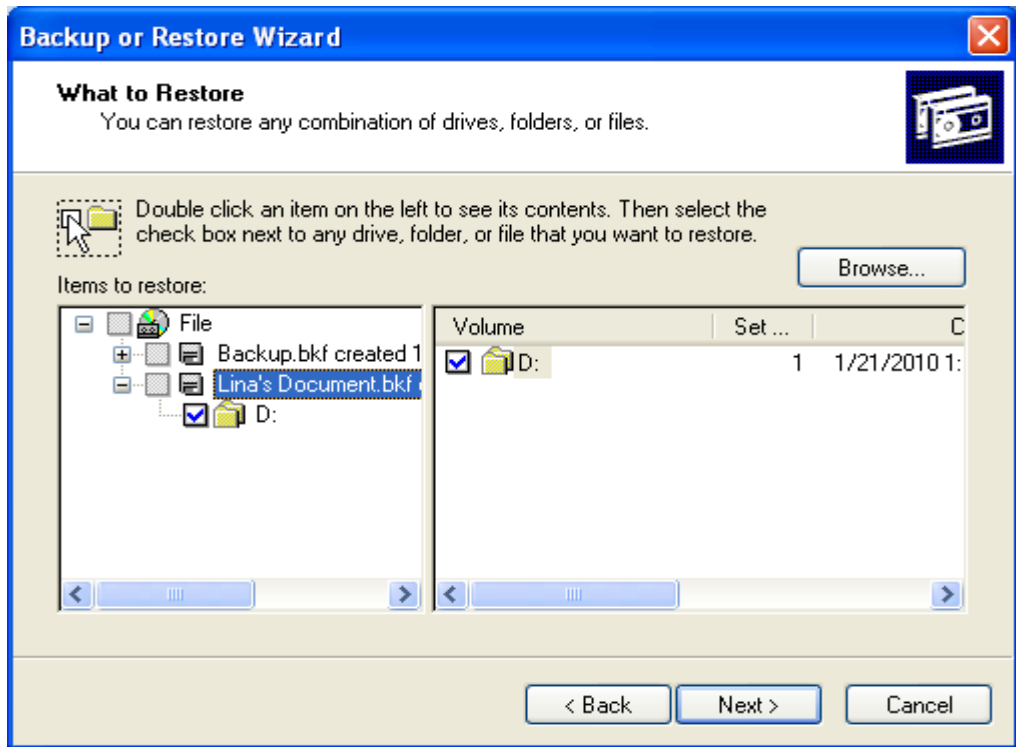 Backup or Restore Wizard
What to Restore
You can restore any combination of drives, folders, or files.
Double click an item on the left to see its contents. Then select the
check box next to any drive, folder, or file that you want to restore.
Browse...
Items to restore:
File
Backup.bkf created 1
Lina's Document.bkf
D:
Volume Set ... C
D: 1 1/21/2010 1:
< Back Next > Cancel